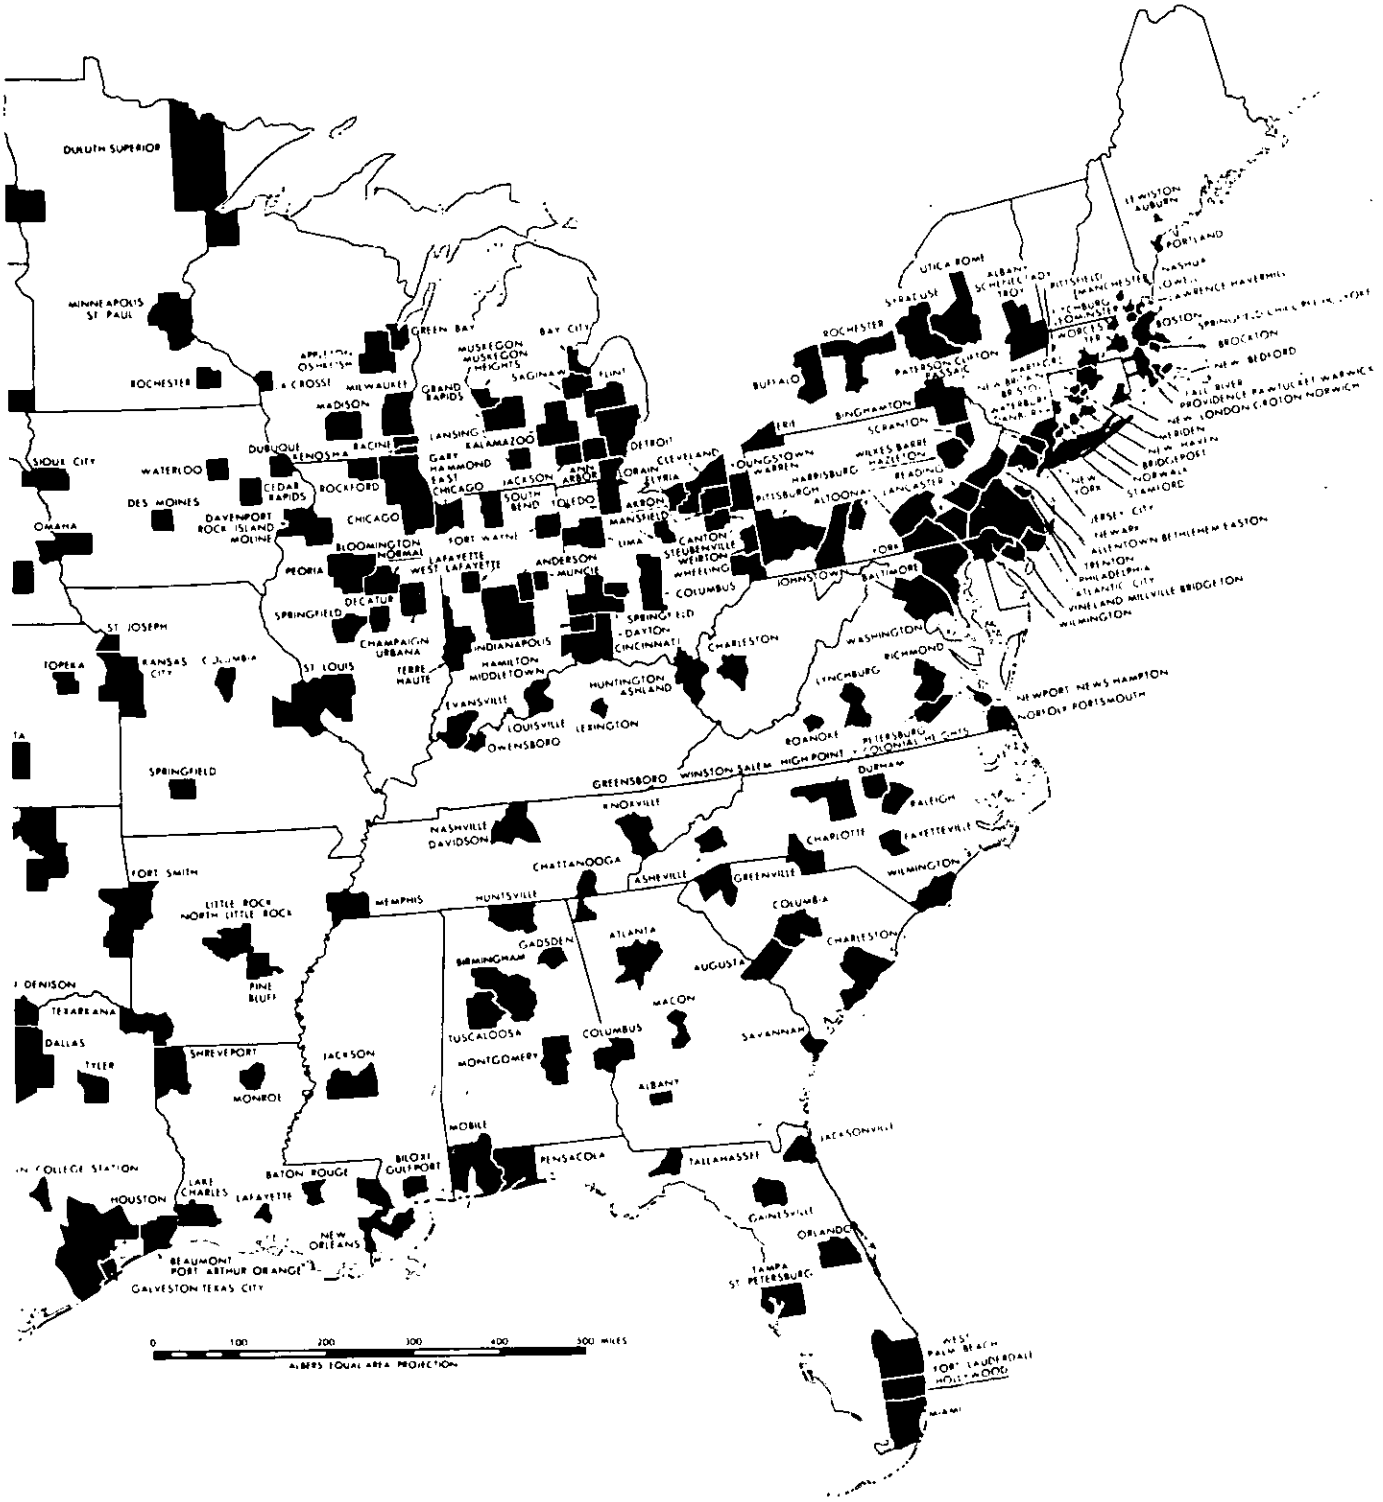 DULUTH SUPERIOR
MINNEAPOLIS
ST PAUL
ROCHESTER
LA CROSSE
GREEN BAY
APPLETON
OSHKOSH
MILWAUKEE
MADISON
RACINE
KENOSHA
DUBUQUE
WATERLOO
CEDAR
RAPIDS
ROCKFORD
SIOUX CITY
DES MOINES
OMAHA
DAVENPORT
ROCK ISLAND
MOLINE
CHICAGO
GARY
HAMMOND
EAST
CHICAGO
BLOOMINGTON
NORMAL
PEORIA
DECATUR
SPRINGFIELD
CHAMPAIGN
URBANA
MUSKEGON
MUSKEGON
HEIGHTS
GRAND
RAPIDS
BAY CITY
SAGINAW
FLINT
LANSING
KALAMAZOO
DETROIT
JACKSON
ANN
ARBOR
SOUTH
BEND
TOLEDO
LORAIN
ELYRIA
CLEVELAND
AKRON
MANSFIELD
CANTON
FORT WAYNE
LIMA
LAFAYETTE
WEST LAFAYETTE
ANDERSON
MUNCIE
STEUBENVILLE
WEIRTON
WHEELING
COLUMBUS
SPRINGFIELD
DAYTON
CINCINNATI
INDIANAPOLIS
HAMILTON
MIDDLETOWN
TERRE
HAUTE
YOUNGSTOWN
WARREN
ERIE
PITTSBURGH
ALTOONA
JOHNSTOWN
HARRISBURG
LANCASTER
READING
YORK
WILKES BARRE
HAZLETON
SCRANTON
BINGHAMTON
BUFFALO
ROCHESTER
SYRACUSE
UTICA ROME
ALBANY
SCHENECTADY
TROY
PATERSON CLIFTON
PASSAIC
PITTSFIELD
LEWISTON
AUBURN
PORTLAND
NASHUA
MANCHESTER
LOWELL
LAWRENCE HAVERHILL
BOSTON
BROCKTON
NEW BEDFORD
FALL RIVER
PROVIDENCE PAWTUCKET WARWICK
NEW LONDON GROTON NORWICH
MERIDEN
NEW HAVEN
BRIDGEPORT
NORWALK
STAMFORD
NEW
YORK
JERSEY CITY
NEWARK
ALLENTOWN BETHLEHEM EASTON
TRENTON
PHILADELPHIA
ATLANTIC CITY
VINELAND MILLVILLE BRIDGETON
WILMINGTON
BALTIMORE
WASHINGTON
RICHMOND
LYNCHBURG
ROANOKE
PETERSBURG
COLONIAL HEIGHTS
NEWPORT NEWS HAMPTON
NORFOLK PORTSMOUTH
CHARLESTON
HUNTINGTON
ASHLAND
ST JOSEPH
TOPEKA
KANSAS
CITY
COLUMBIA
ST LOUIS
EVANSVILLE
LOUISVILLE
LEXINGTON
OWENSBORO
TA
SPRINGFIELD
GREENSBORO WINSTON SALEM HIGH POINT
DURHAM
RALEIGH
KNOXVILLE
NASHVILLE
DAVIDSON
CHARLOTTE
FAYETTEVILLE
CHATTANOOGA
ASHEVILLE
GREENVILLE
WILMINGTON
FORT SMITH
LITTLE ROCK
NORTH LITTLE ROCK
PINE
BLUFF
MEMPHIS
HUNTSVILLE
COLUMBIA
CHARLESTON
GADSDEN
BIRMINGHAM
ATLANTA
AUGUSTA
TUSCALOOSA
MACON
COLUMBUS
SAVANNAH
MONTGOMERY
ALBANY
DENISON
TEXARKANA
DALLAS
TYLER
SHREVEPORT
MONROE
JACKSON
MOBILE
PENSACOLA
TALLAHASSEE
JACKSONVILLE
BILOXI
GULFPORT
BATON ROUGE
LAKE
CHARLES
LAFAYETTE
NEW
ORLEANS
N COLLEGE STATION
HOUSTON
BEAUMONT
PORT ARTHUR ORANGE
GALVESTON TEXAS CITY
GAINESVILLE
ORLANDO
TAMPA
ST PETERSBURG
WEST
PALM BEACH
FORT LAUDERDALE
HOLLYWOOD
MIAMI
0 100 200 300 400 500 MILES
ALBERS EQUAL AREA PROJECTION